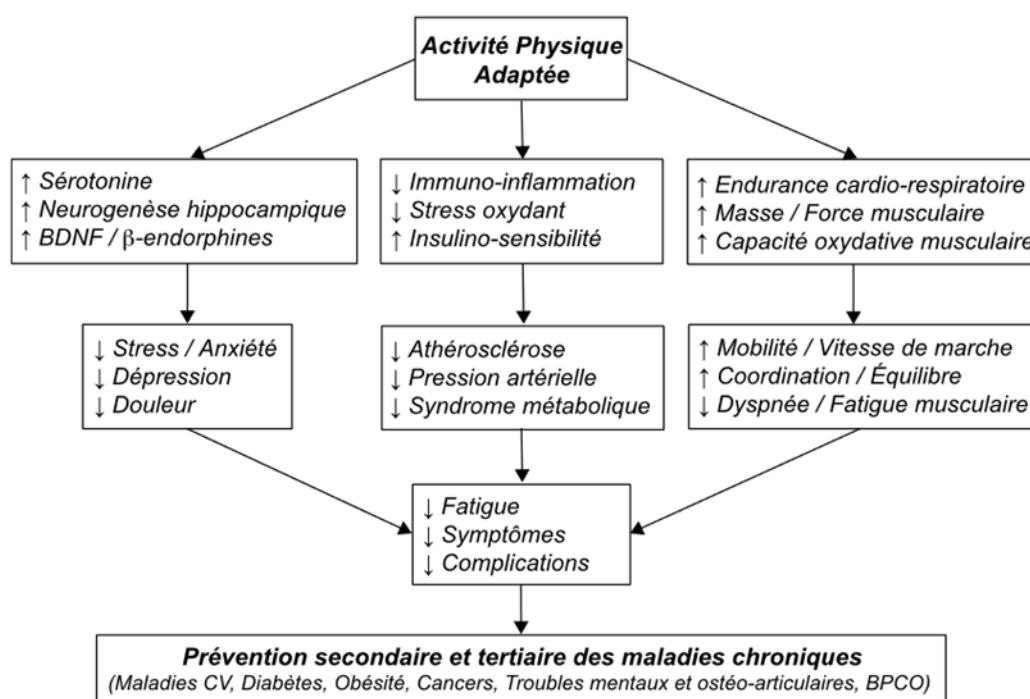 Activité Physique
Adaptée
↑ Sérotonine
↑ Neurogenèse hippocampique
↑ BDNF / β-endorphines
↓ Immuno-inflammation
↓ Stress oxydant
↑ Insulino-sensibilité
↑ Endurance cardio-respiratoire
↑ Masse / Force musculaire
↑ Capacité oxydative musculaire
↓ Stress / Anxiété
↓ Dépression
↓ Douleur
↓ Athérosclérose
↓ Pression artérielle
↓ Syndrome métabolique
↑ Mobilité / Vitesse de marche
↑ Coordination / Équilibre
↓ Dyspnée / Fatigue musculaire
↓ Fatigue
↓ Symptômes
↓ Complications
Prévention secondaire et tertiaire des maladies chroniques
(Maladies CV, Diabètes, Obésité, Cancers, Troubles mentaux et ostéo-articulaires, BPCO)